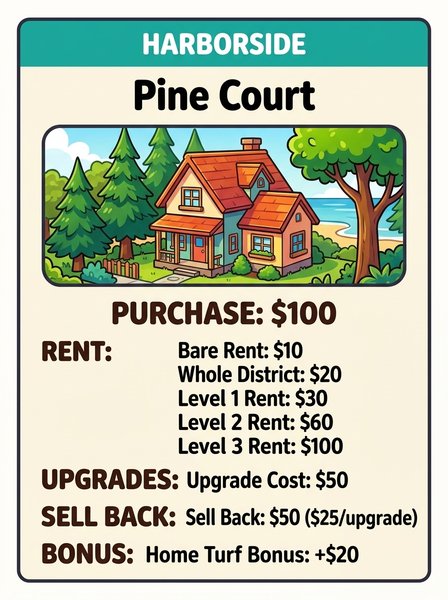 HARBORSIDE
Pine Court
PURCHASE: $100
RENT: Bare Rent: $10
Whole District: $20
Level 1 Rent: $30
Level 2 Rent: $60
Level 3 Rent: $100
UPGRADES: Upgrade Cost: $50
SELL BACK: Sell Back: $50 ($25/upgrade)
BONUS: Home Turf Bonus: +$20